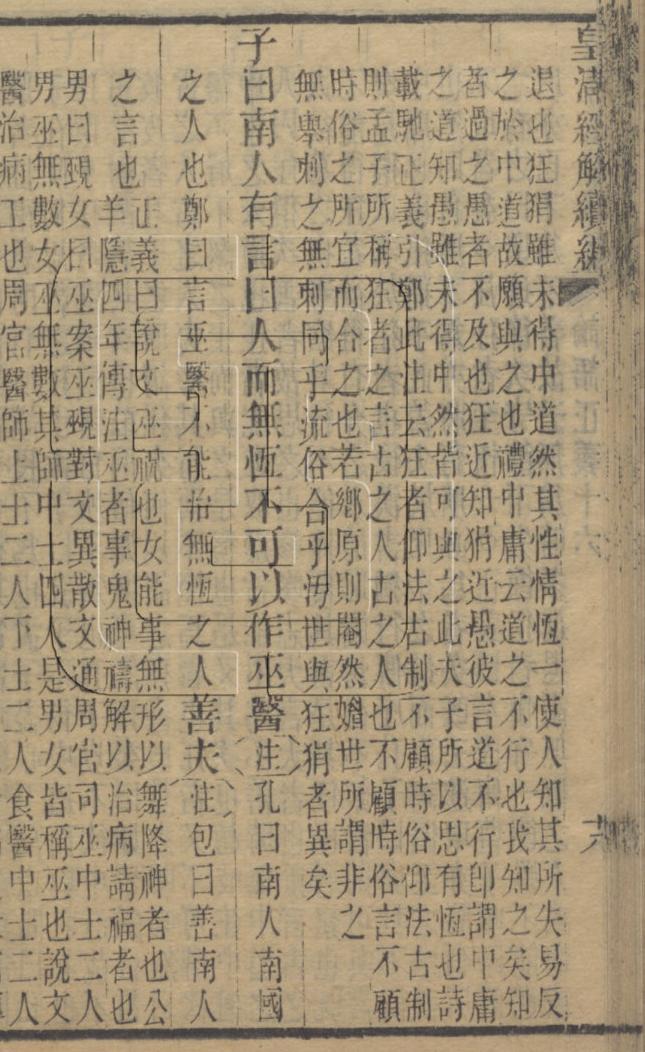 皇清經解續編
論語正義十六
六
退也狂狷雖未得中道然其性情恆一使人知其所失易反
之於中道故願與之也禮中庸云道之不行也我知之矣知
者過之愚者不及也狂近知狷近愚彼言道不行卽謂中庸
之道知愚雖未得中然皆可與之此夫子所以思有恆也詩
載馳正義引鄭此注云狂者仰法古制不顧時俗仰法古制
則孟子所稱狂者之言古之人古之人也不顧時俗言不顧
時俗之所宜而合之也若鄉原則閹然媚世所謂非之
無舉刺之無刺同乎流俗合乎汚世與狂狷者異矣
子曰南人有言曰人而無恆不可以作巫醫注孔曰南人南國
之人也鄭曰言巫醫不能治無恆之人善夫注包曰善南人
之言也正義曰說文巫祝也女能事無形以舞降神者也公
羊隱四年傳注巫者事鬼神禱解以治病請福者也
男曰覡女曰巫案巫覡對文異散文通周官司巫中士二人
男巫無數女巫無數其師中士四人是男女皆稱巫也說文
醫治病工也周官醫師上士二人下士二人食醫中士二人